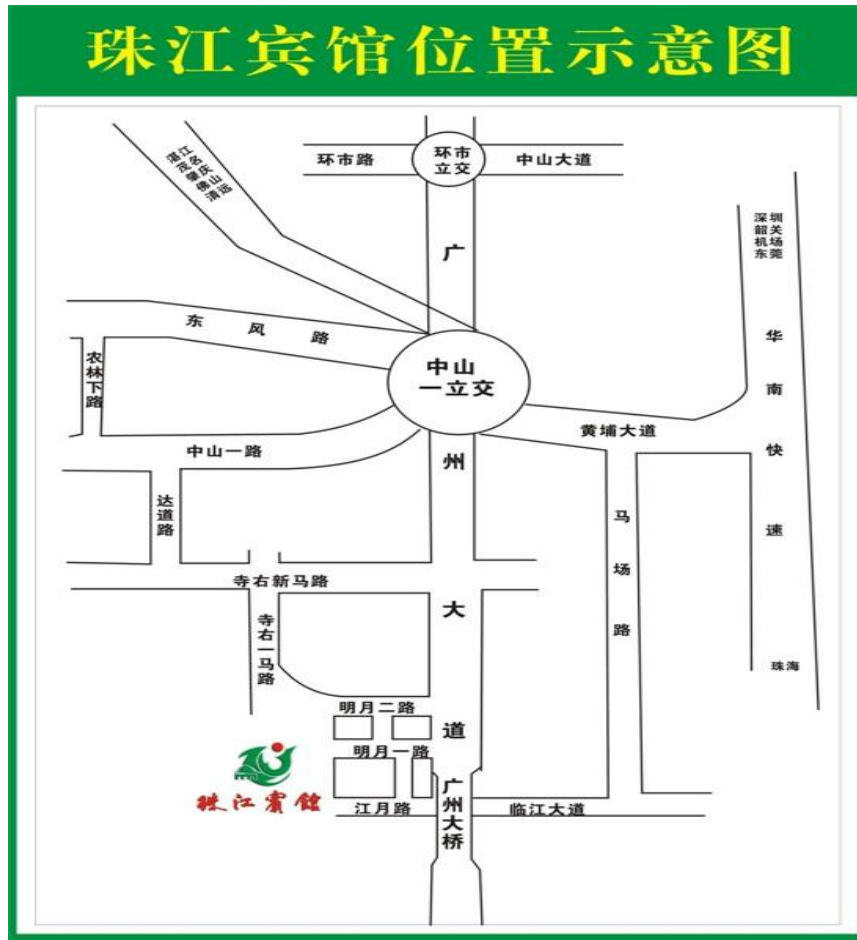 珠江宾馆位置示意图
湛江
茂名
肇庆
佛山
清远
环市路
环市
立交
中山大道
深圳
韶关
机场
东莞
广州大道
东风路
农林下路
中山
一立交
华南快速
黄埔大道
中山一路
达道路
马场路
寺右新马路
寺右一马路
珠海
明月二路
明月一路
珠江賓館
江月路
广州大桥
临江大道